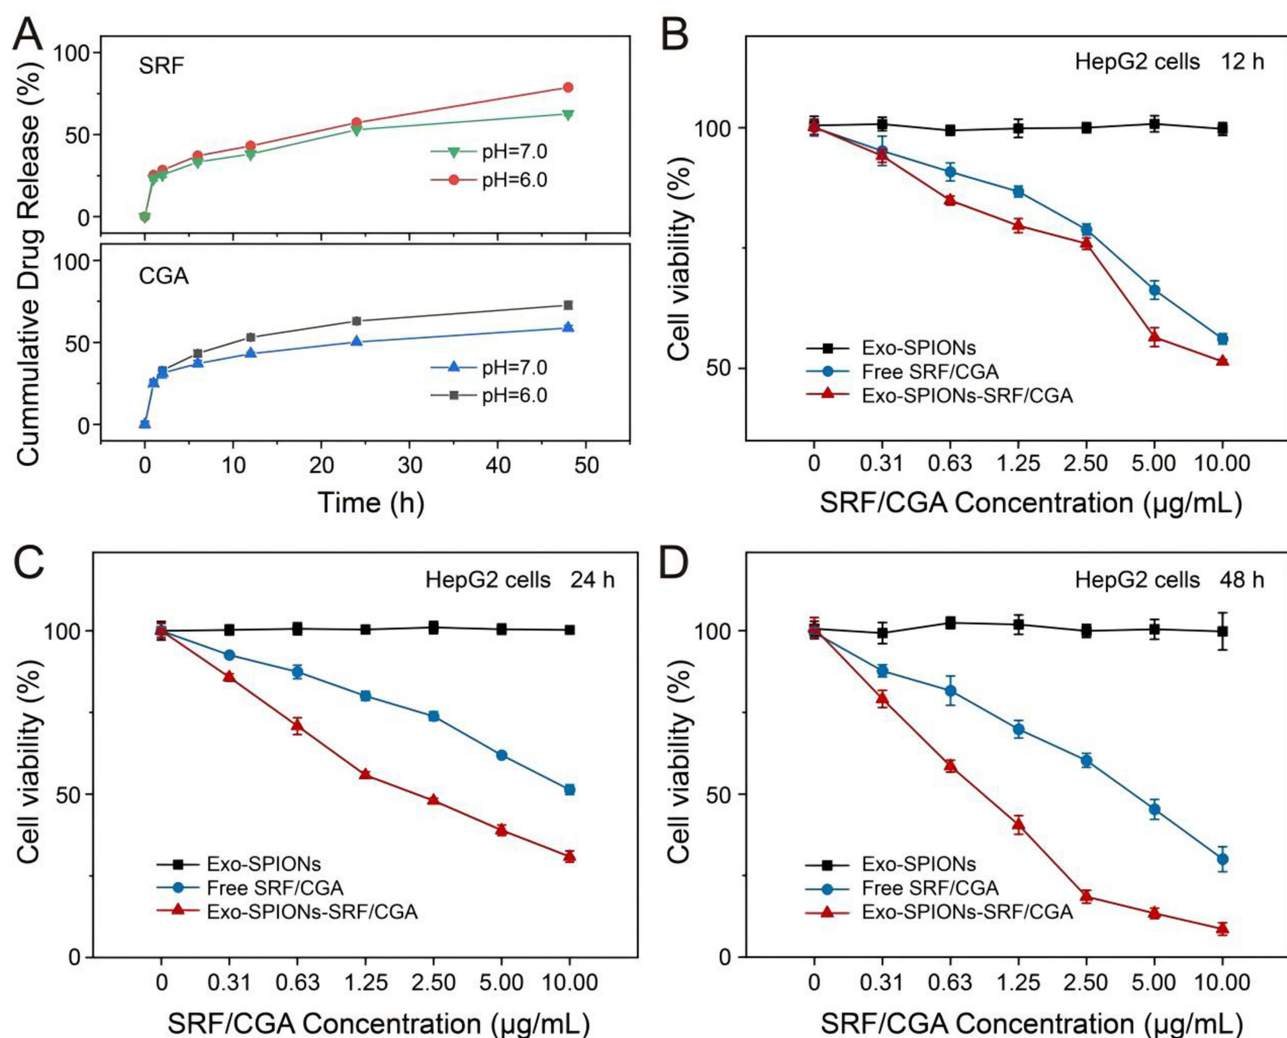 A
Cummulative Drug Release (%)
SRF
100
50
0
pH=7.0
pH=6.0
CGA
100
50
0
pH=7.0
pH=6.0
0 10 20 30 40 50
Time (h)
B
HepG2 cells 12 h
Cell viability (%)
100
50
Exo-SPIONs
Free SRF/CGA
Exo-SPIONs-SRF/CGA
0 0.31 0.63 1.25 2.50 5.00 10.00
SRF/CGA Concentration (µg/mL)
C
HepG2 cells 24 h
Cell viability (%)
100
50
0
Exo-SPIONs
Free SRF/CGA
Exo-SPIONs-SRF/CGA
0 0.31 0.63 1.25 2.50 5.00 10.00
SRF/CGA Concentration (µg/mL)
D
HepG2 cells 48 h
Cell viability (%)
100
50
0
Exo-SPIONs
Free SRF/CGA
Exo-SPIONs-SRF/CGA
0 0.31 0.63 1.25 2.50 5.00 10.00
SRF/CGA Concentration (µg/mL)